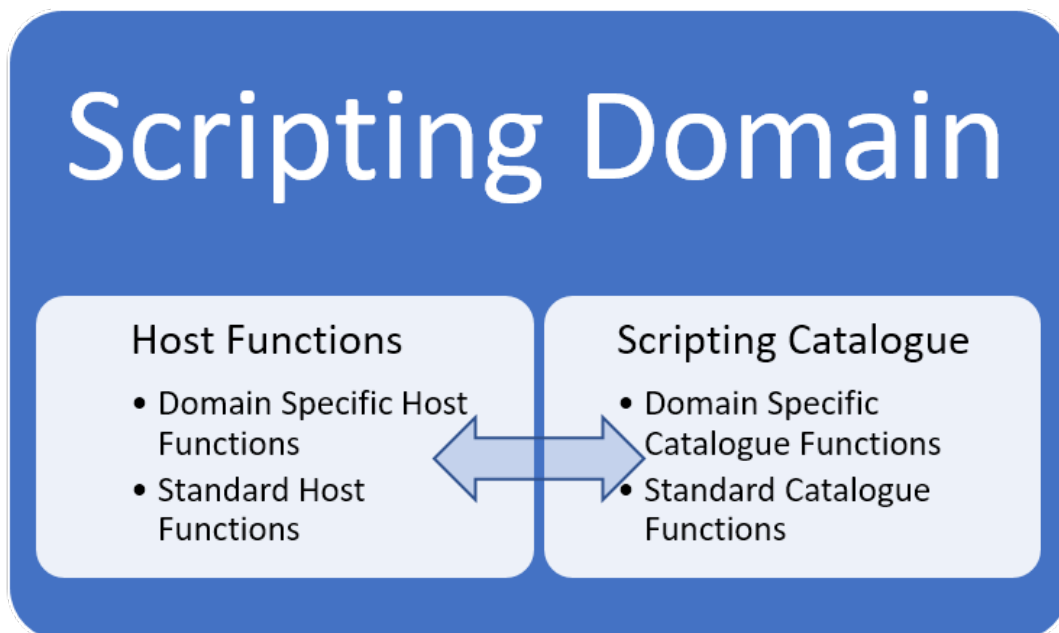 Scripting Domain
Host Functions
• Domain Specific Host
Functions
• Standard Host
Functions
Scripting Catalogue
• Domain Specific
Catalogue Functions
• Standard Catalogue
Functions